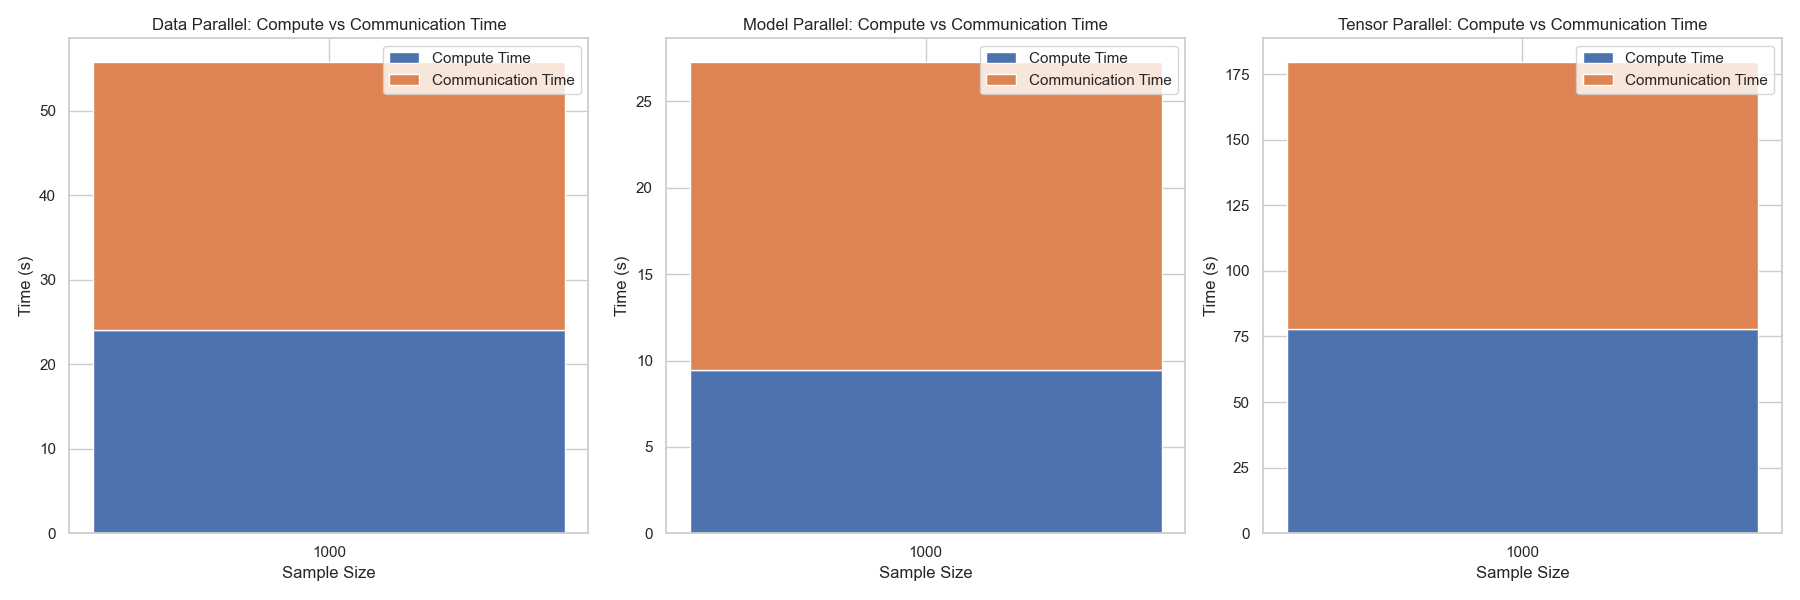 Data Parallel: Compute vs Communication Time
Compute Time
Communication Time
50
40
30
20
10
0
Time (s)
1000
Sample Size
Model Parallel: Compute vs Communication Time
Compute Time
Communication Time
25
20
15
10
5
0
Time (s)
1000
Sample Size
Tensor Parallel: Compute vs Communication Time
Compute Time
Communication Time
175
150
125
100
75
50
25
0
Time (s)
1000
Sample Size